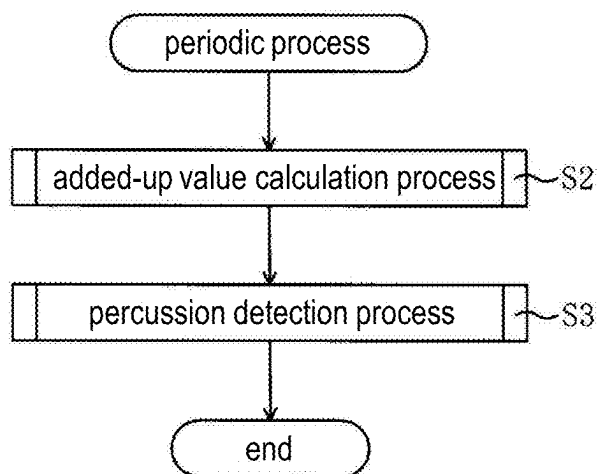 periodic process
added-up value calculation process S2
percussion detection process S3
end